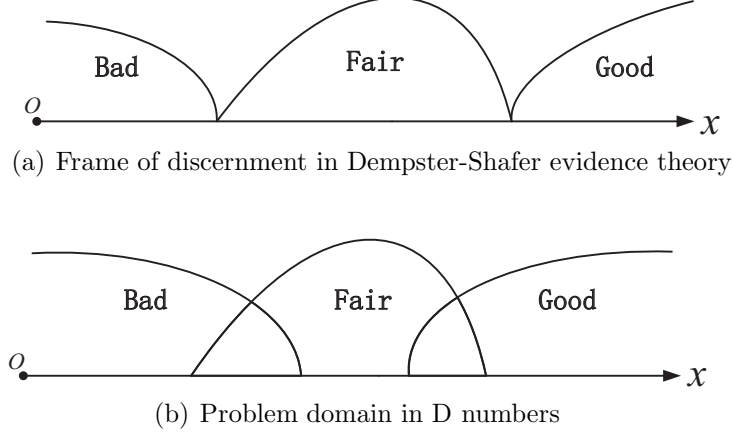 Bad Fair Good
O x
(a) Frame of discernment in Dempster-Shafer evidence theory
Bad Fair Good
O x
(b) Problem domain in D numbers